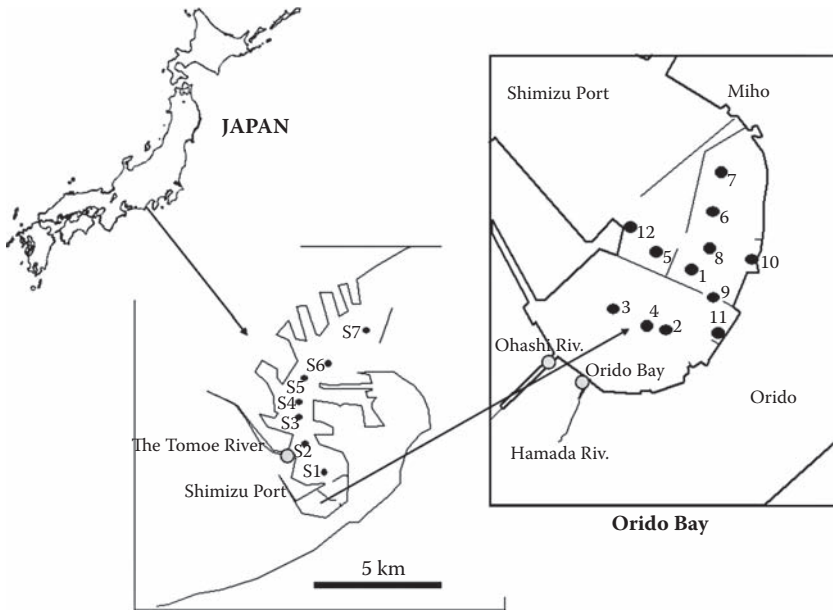 JAPAN
S7
S6
S5
S4
S3
The Tomoe River
S2
S1
Shimizu Port
5 km
Shimizu Port
Miho
7
6
12
5
8
10
1
9
3
4
2
11
Ohashi Riv.
Orido Bay
Orido
Hamada Riv.
Orido Bay